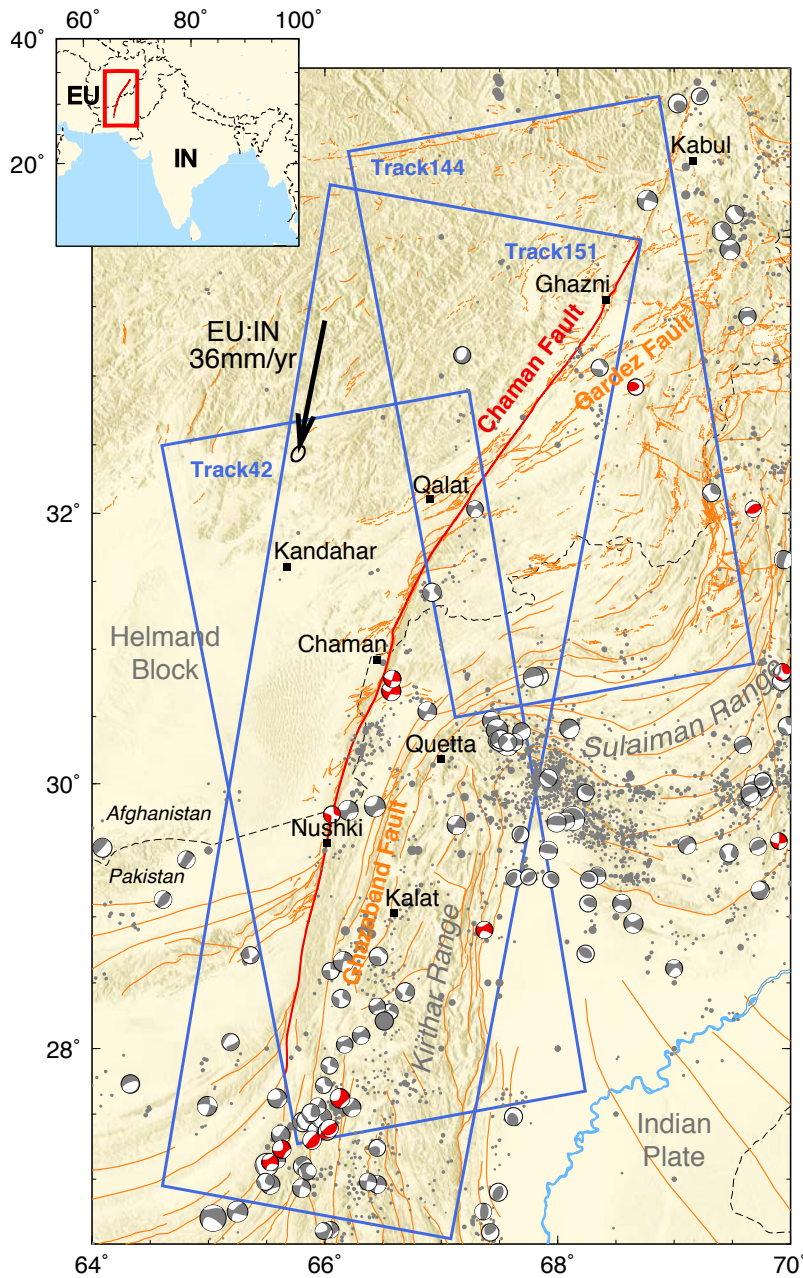 60˚ 80˚ 100˚
40˚
20˚
EU
IN
Kabul
Track144
Track151
Ghazni
EU:IN
36mm/yr
Chaman Fault
Gardez Fault
Track42
Qalat
32˚
Kandahar
Helmand
Block
Chaman
Sulaiman Range
Quetta
30˚
Afghanistan
Nushki
Pakistan
Ghazaband Fault
Kalat
Kirthar Range
28˚
Indian
Plate
64˚ 66˚ 68˚ 70˚